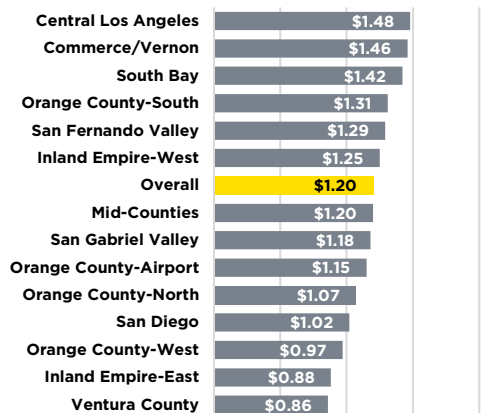 Central Los Angeles $1.48
Commerce/Vernon $1.46
South Bay $1.42
Orange County-South $1.31
San Fernando Valley $1.29
Inland Empire-West $1.25
Overall $1.20
Mid-Counties $1.20
San Gabriel Valley $1.18
Orange County-Airport $1.15
Orange County-North $1.07
San Diego $1.02
Orange County-West $0.97
Inland Empire-East $0.88
Ventura County $0.86